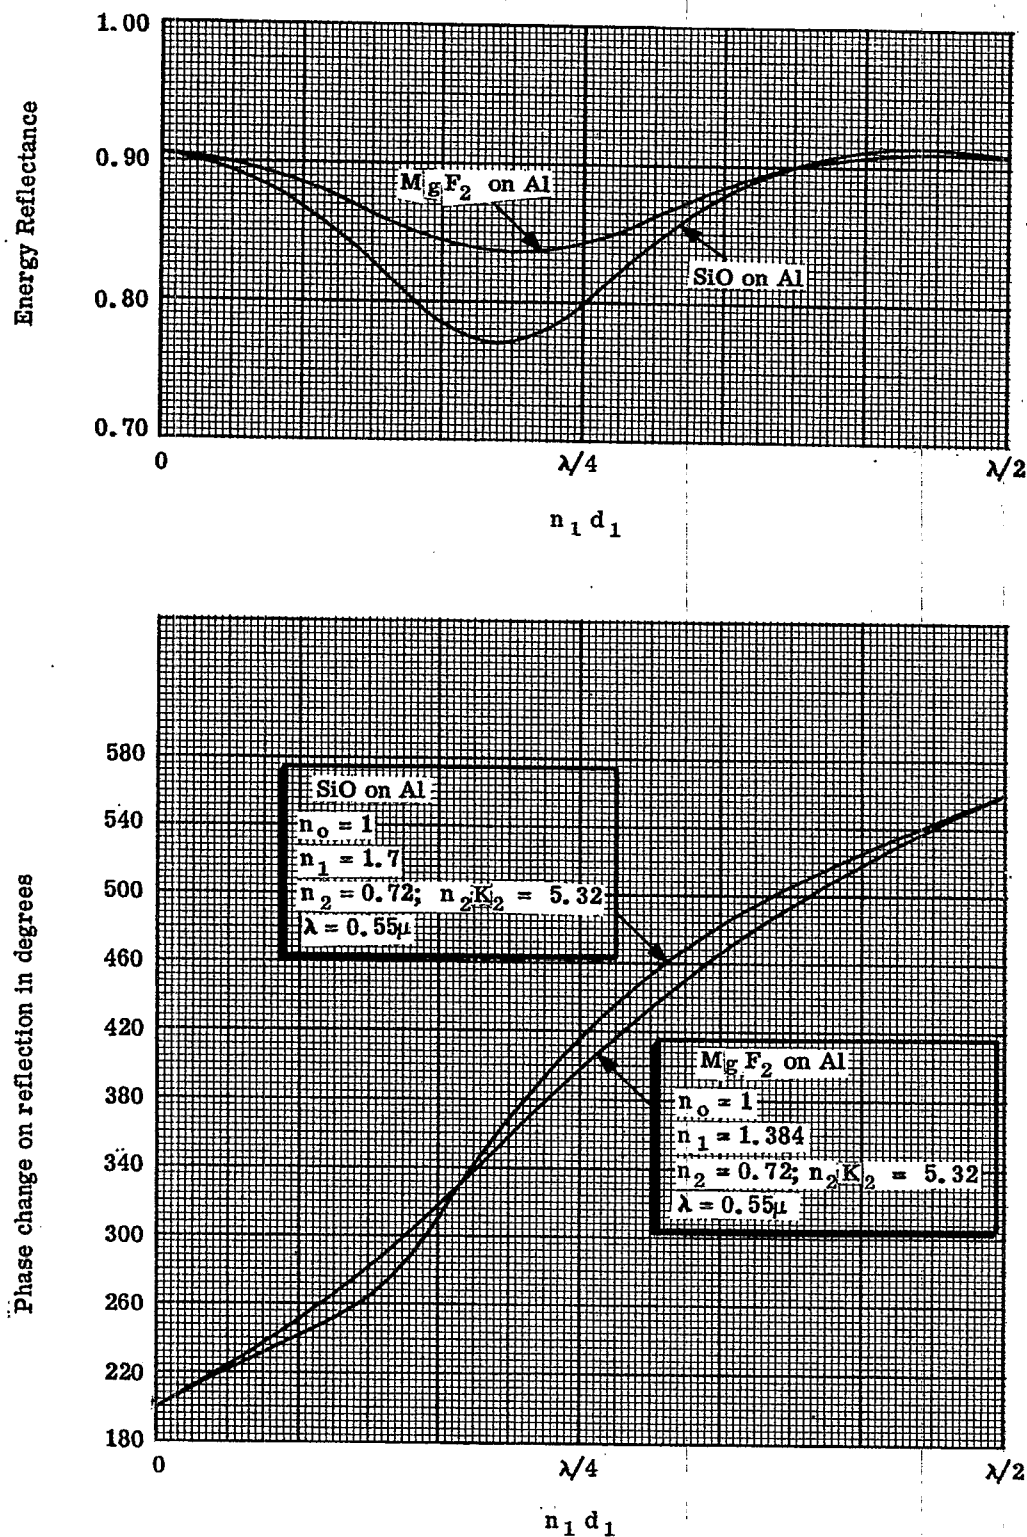 1.00
0.90
0.80
0.70
Energy Reflectance
MgF2 on Al
SiO on Al
0
λ/4
λ/2
n1 d1
580
540
500
460
420
380
340
300
260
220
180
Phase change on reflection in degrees
SiO on Al
no = 1
n1 = 1.7
n2 = 0.72; n2K2 = 5.32
λ = 0.55μ
MgF2 on Al
no = 1
n1 = 1.384
n2 = 0.72; n2K2 = 5.32
λ = 0.55μ
0
λ/4
λ/2
n1 d1